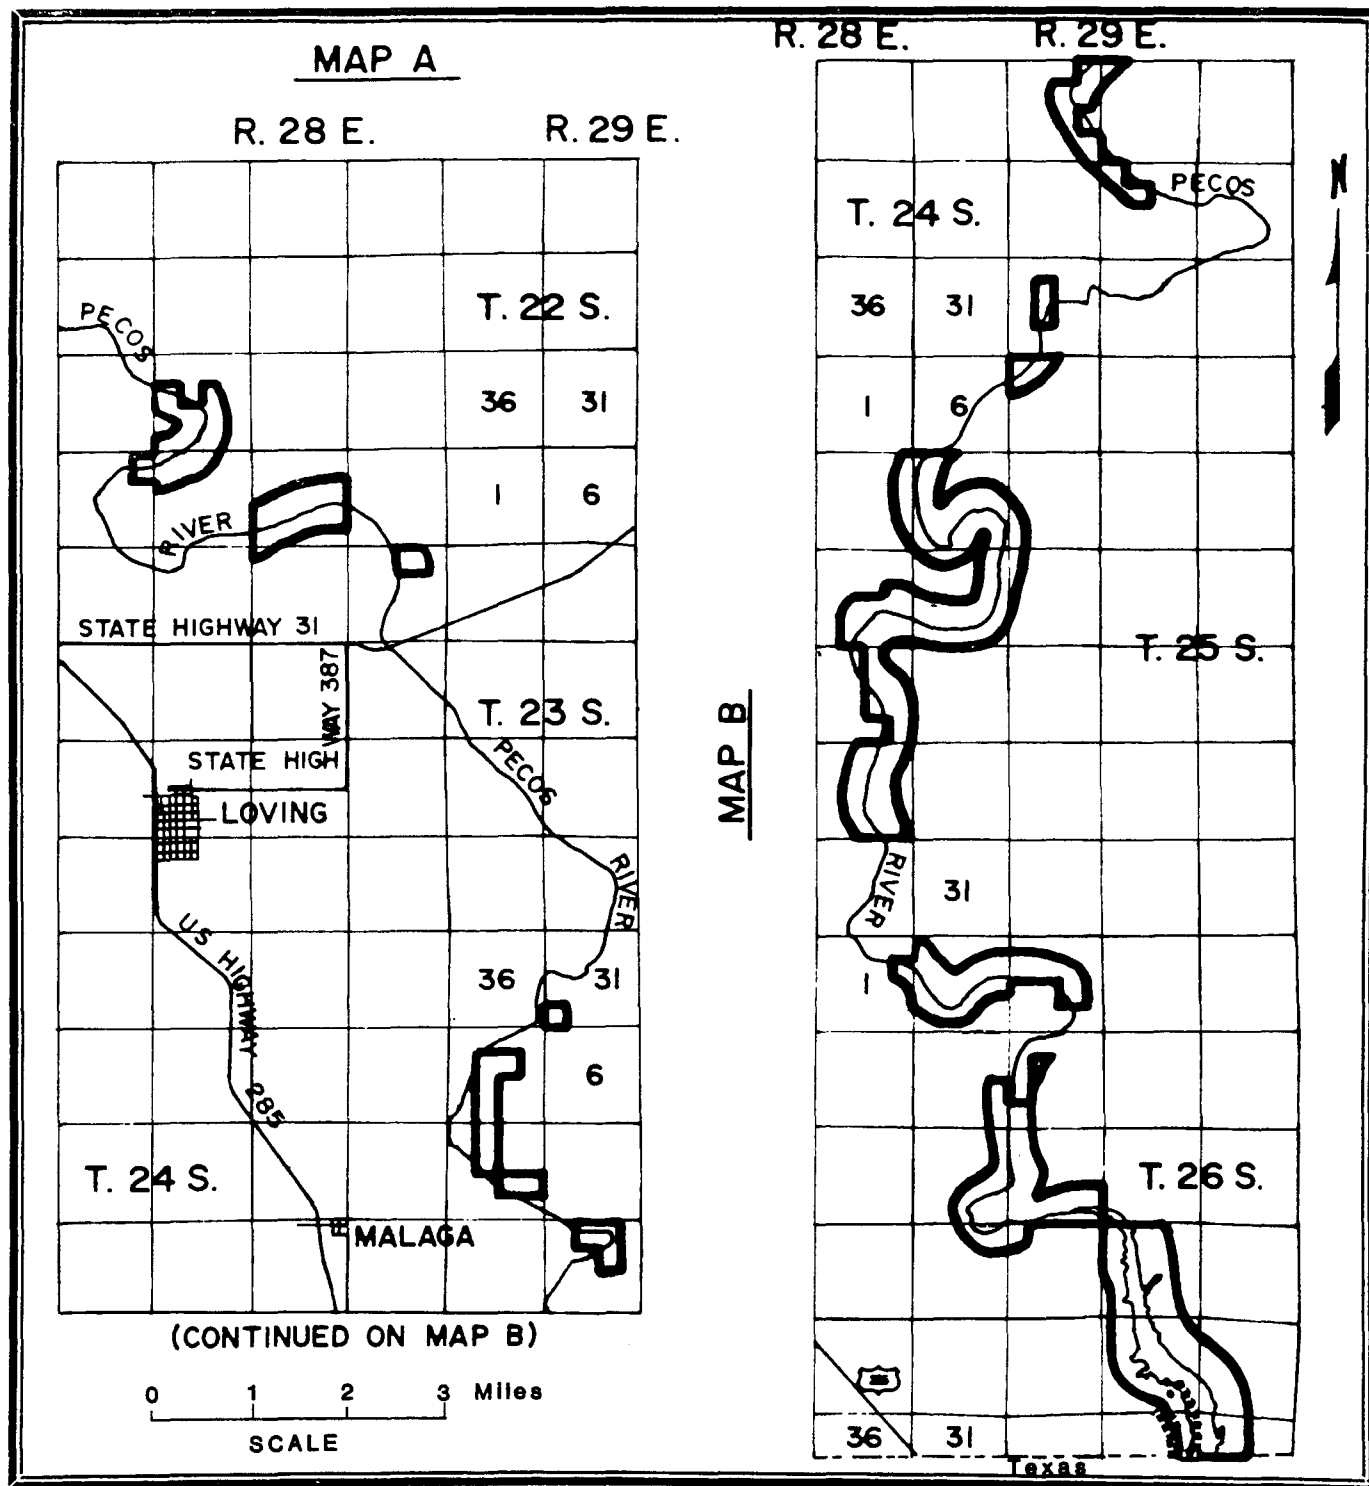 MAP A
R. 28 E.
R. 29 E.
T. 22 S.
PECOS
36
31
1
6
RIVER
STATE HIGHWAY 31
WAY 387
T. 23 S.
STATE HIGH
PECOS
LOVING
RIVER
US HIGHWAY
285
36
31
6
T. 24 S.
MALAGA
(CONTINUED ON MAP B)
0 1 2 3 Miles
SCALE
MAP B
R. 28 E.
R. 29 E.
PECOS
N
T. 24 S.
36
31
1
6
T. 25 S.
RIVER
31
1
T. 26 S.
36
31
Texas